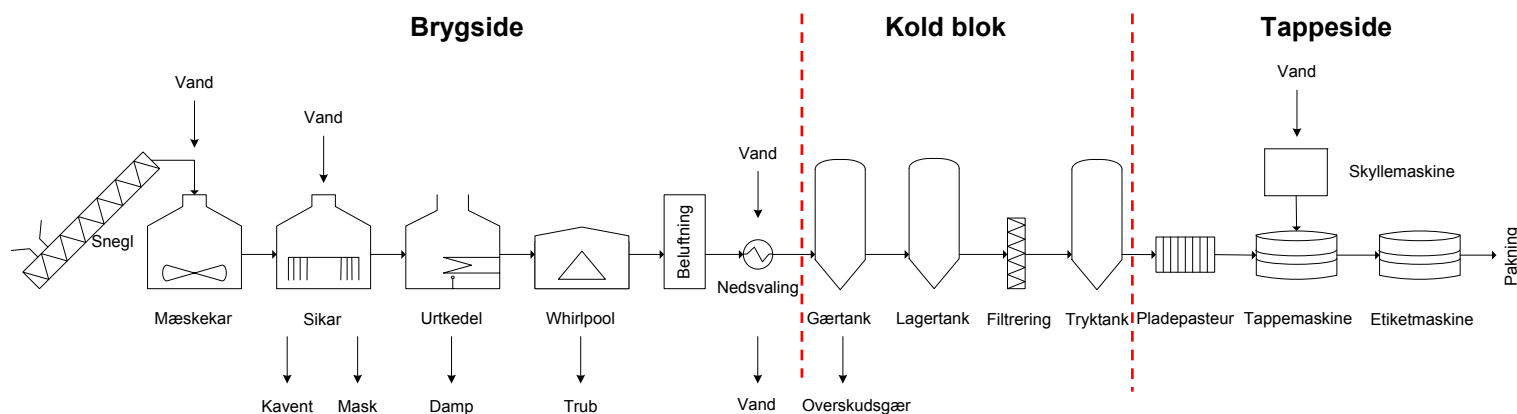 Brygside
Kold blok
Tappeside
Vand
Vand
Vand
Vand
Snegl
Skyllemaskine
Beluftning
Nedsvaling
Pakning
Mæskekar
Sikar
Urtkedel
Whirlpool
Gærtank
Lagertank
Filtrering
Tryktank
Pladepasteur
Tappemaskine
Etiketmaskine
Kavent
Mask
Damp
Trub
Vand
Overskudsgær